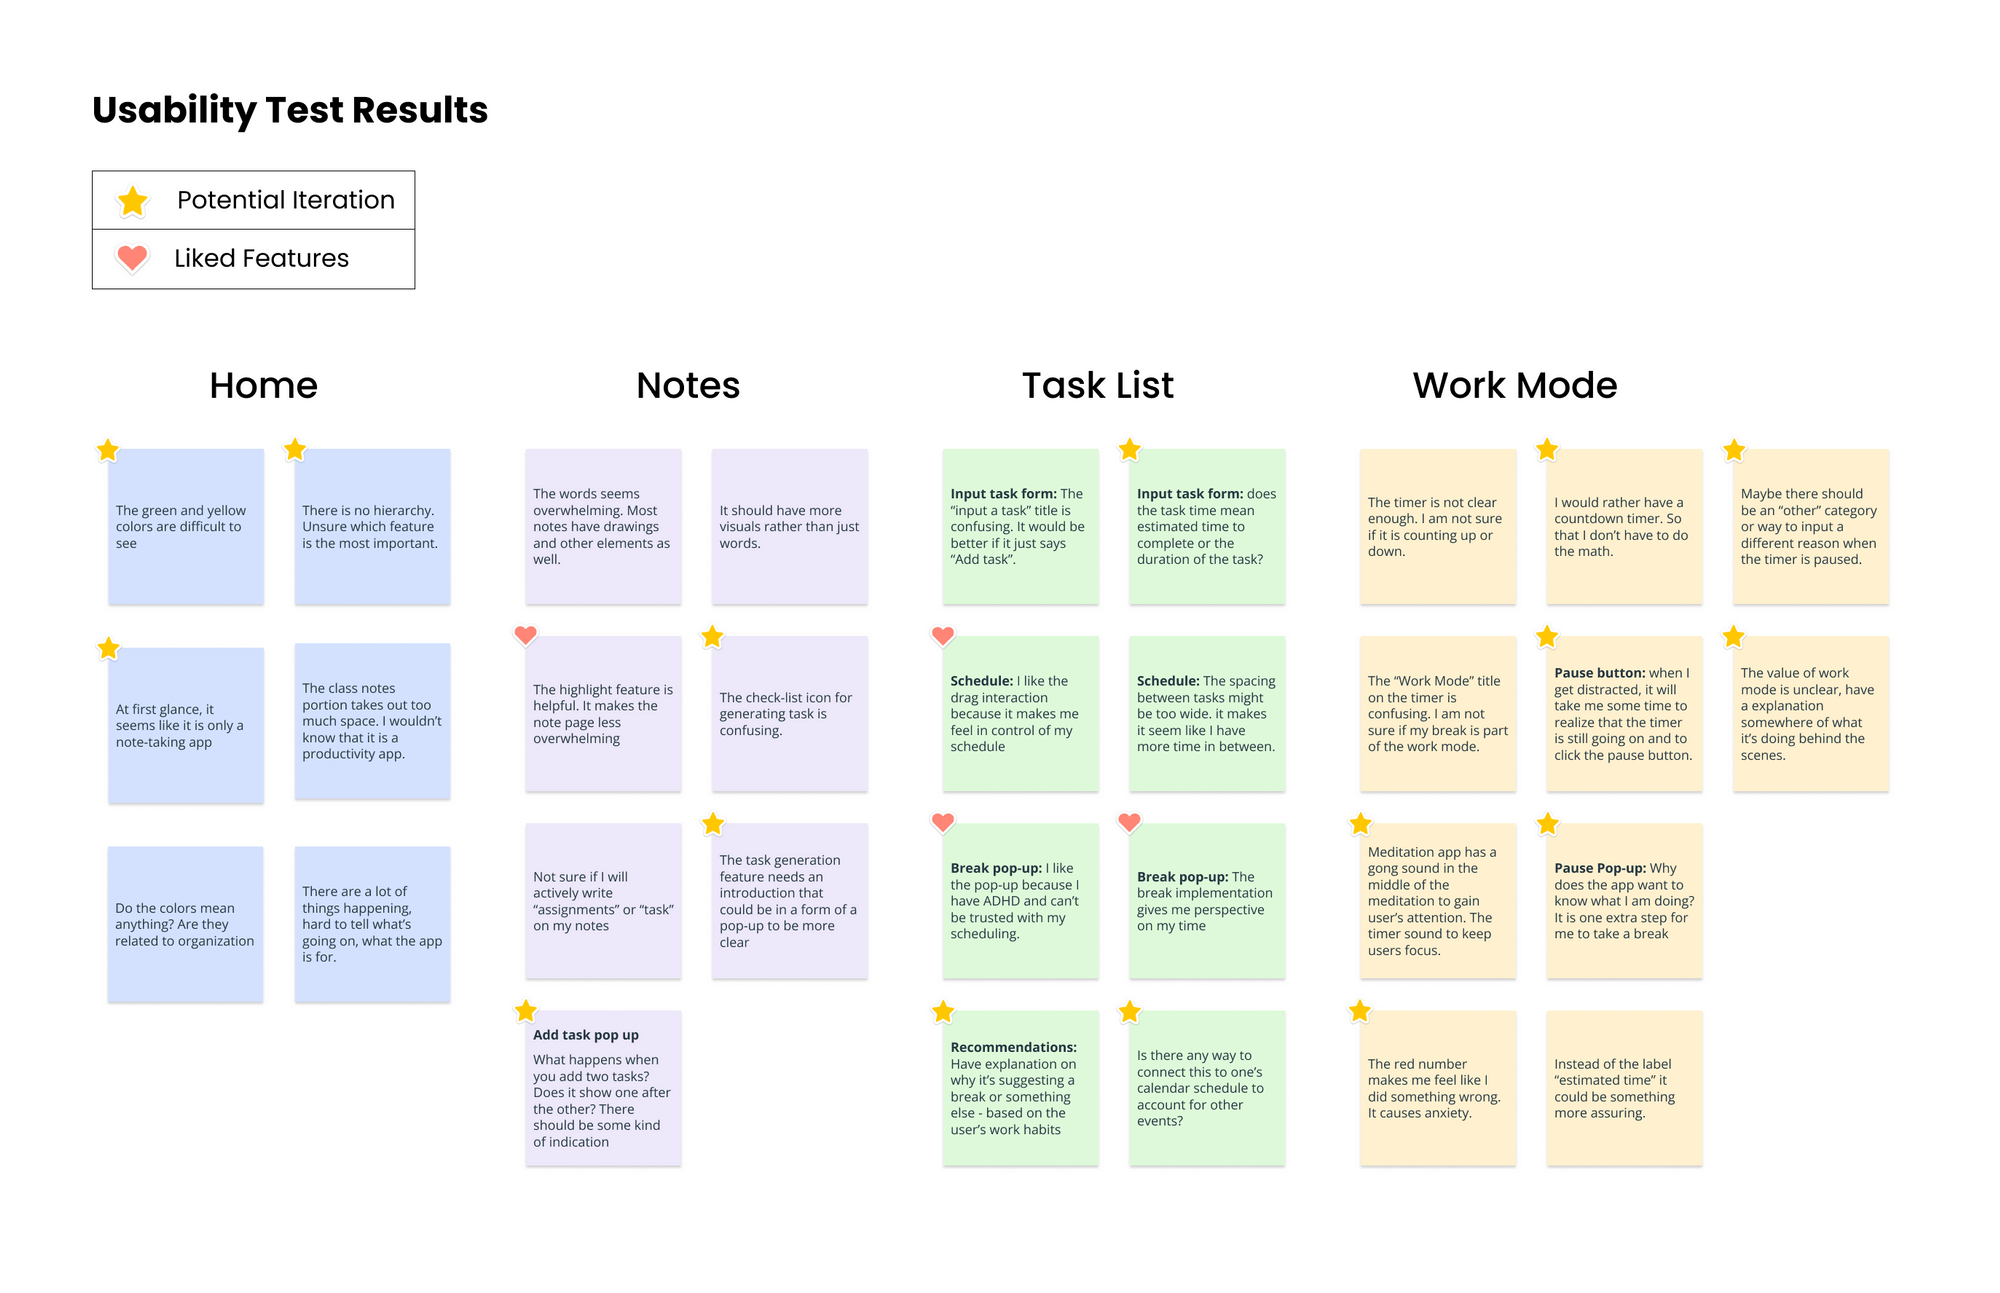 Usability Test Results
Potential Iteration
Liked Features
Home
The green and yellow
colors are difficult to
see
There is no hierarchy.
Unsure which feature
is the most important.
At first glance, it
seems like it is only a
note-taking app
The class notes
portion takes out too
much space. I wouldn’t
know that it is a
productivity app.
Do the colors mean
anything? Are they
related to organization
There are a lot of
things happening,
hard to tell what’s
going on, what the app
is for.
Notes
The words seems
overwhelming. Most
notes have drawings
and other elements as
well.
It should have more
visuals rather than just
words.
The highlight feature is
helpful. It makes the
note page less
overwhelming
The check-list icon for
generating task is
confusing.
Not sure if I will
actively write
“assignments” or “task”
on my notes
The task generation
feature needs an
introduction that
could be in a form of a
pop-up to be more
clear
Add task pop up
What happens when
you add two tasks?
Does it show one after
the other? There
should be some kind
of indication
Task List
Input task form: The
“input a task” title is
confusing. It would be
better if it just says
“Add task”.
Input task form: does
the task time mean
estimated time to
complete or the
duration of the task?
Schedule: I like the
drag interaction
because it makes me
feel in control of my
schedule
Schedule: The spacing
between tasks might
be too wide. it makes
it seem like I have
more time in between.
Break pop-up: I like
the pop-up because I
have ADHD and can’t
be trusted with my
scheduling.
Break pop-up: The
break implementation
gives me perspective
on my time
Recommendations:
Have explanation on
why it’s suggesting a
break or something
else - based on the
user’s work habits
Is there any way to
connect this to one’s
calendar schedule to
account for other
events?
Work Mode
The timer is not clear
enough. I am not sure
if it is counting up or
down.
I would rather have a
countdown timer. So
that I don’t have to do
the math.
Maybe there should
be an “other” category
or way to input a
different reason when
the timer is paused.
The “Work Mode” title
on the timer is
confusing. I am not
sure if my break is part
of the work mode.
Pause button: when I
get distracted, it will
take me some time to
realize that the timer
is still going on and to
click the pause button.
The value of work
mode is unclear, have
a explanation
somewhere of what
it’s doing behind the
scenes.
Meditation app has a
gong sound in the
middle of the
meditation to gain
user’s attention. The
timer sound to keep
users focus.
Pause Pop-up: Why
does the app want to
know what I am doing?
It is one extra step for
me to take a break
The red number
makes me feel like I
did something wrong.
It causes anxiety.
Instead of the label
“estimated time” it
could be something
more assuring.